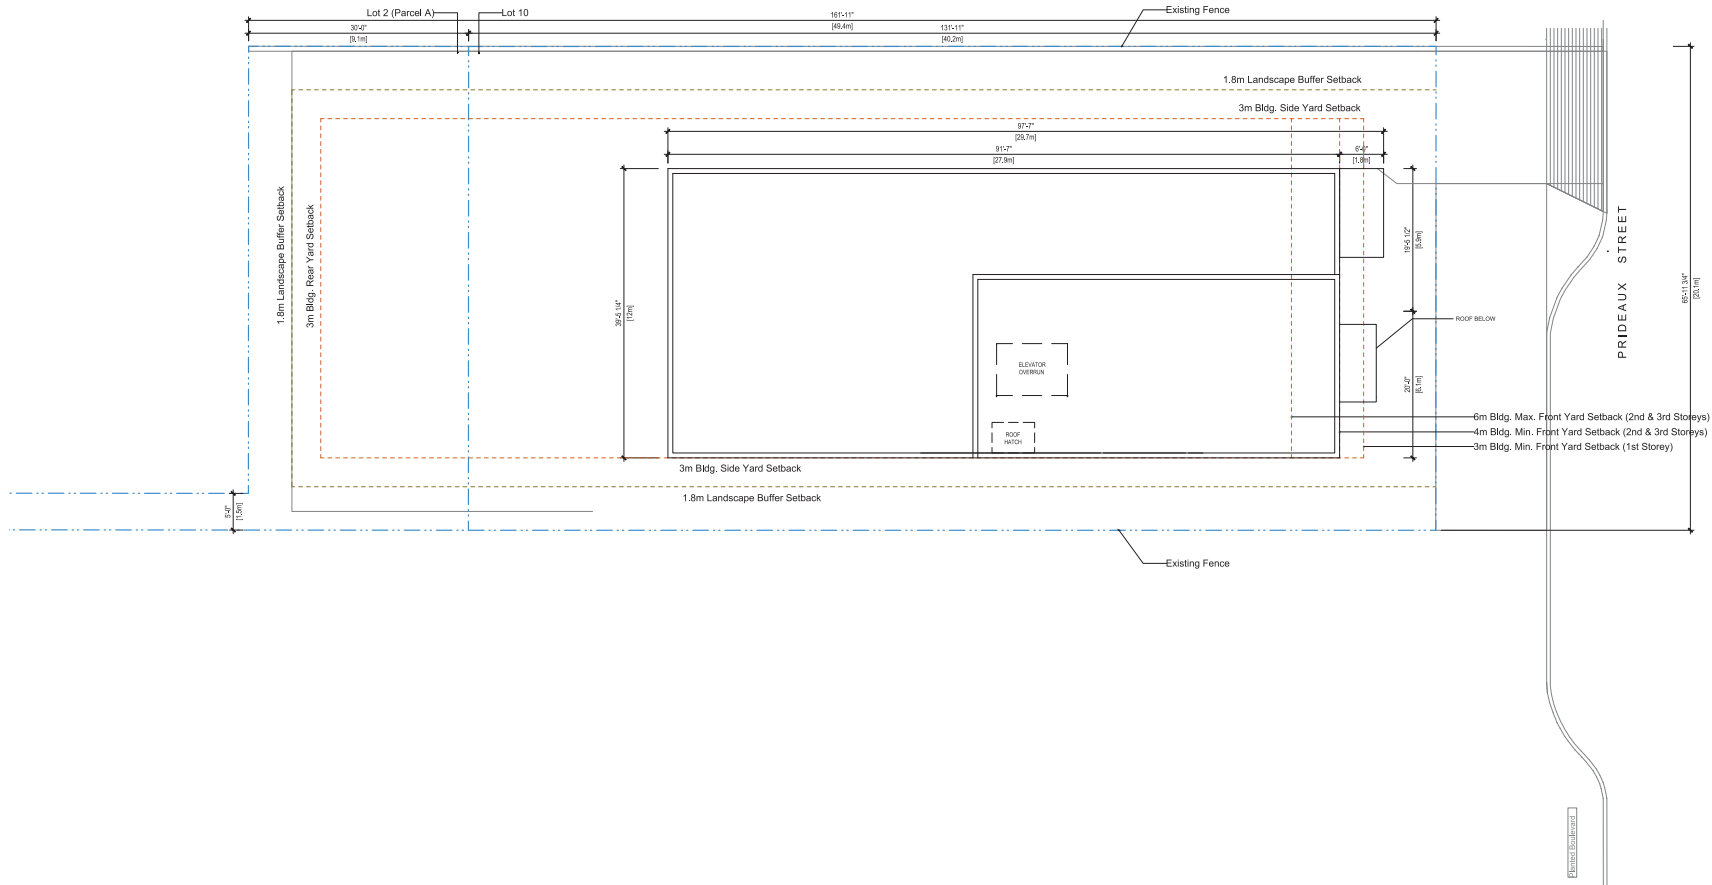 Lot 2 (Parcel A)
Lot 10
161'-11"
[49.4m]
Existing Fence
30'-0"
[9.1m]
131'-11"
[40.2m]
1.8m Landscape Buffer Setback
3m Bldg. Side Yard Setback
97'-7"
[29.7m]
91'-7"
[27.9m]
6'-0"
[1.8m]
1.8m Landscape Buffer Setback
3m Bldg. Rear Yard Setback
39'-5 1/4"
[12m]
19'-5 1/2"
[5.9m]
PRIDEAUX STREET
65'-11 3/4"
[20.1m]
ROOF BELOW
ELEVATOR
OVERRUN
20'-0"
[6.1m]
6m Bldg. Max. Front Yard Setback (2nd & 3rd Storeys)
4m Bldg. Min. Front Yard Setback (2nd & 3rd Storeys)
3m Bldg. Min. Front Yard Setback (1st Storey)
ROOF
HATCH
3m Bldg. Side Yard Setback
1.8m Landscape Buffer Setback
5'-0"
[1.5m]
Existing Fence
Planted Boulevard